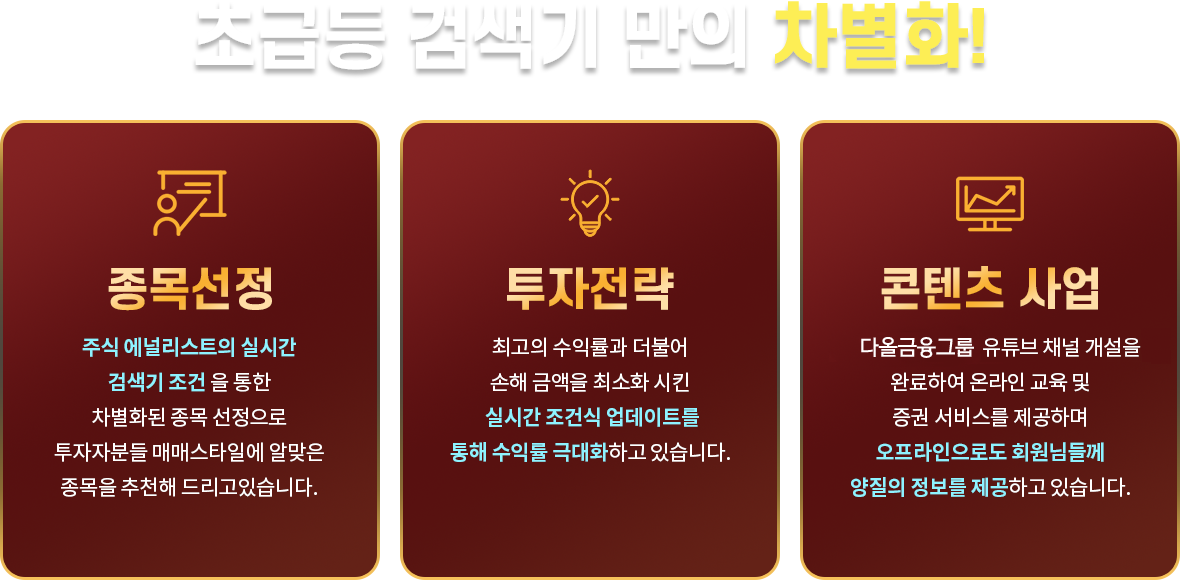 초급등 검색기 만의 차별화!
종목선정
주식 에널리스트의 실시간
검색기 조건 을 통한
차별화된 종목 선정으로
투자자분들 매매스타일에 알맞은
종목을 추천해 드리고있습니다.
투자전략
최고의 수익률과 더불어
손해 금액을 최소화 시킨
실시간 조건식 업데이트를
통해 수익률 극대화하고 있습니다.
콘텐츠 사업
다올금융그룹 유튜브 채널 개설을
완료하여 온라인 교육 및
증권 서비스를 제공하며
오프라인으로도 회원님들께
양질의 정보를 제공하고 있습니다.